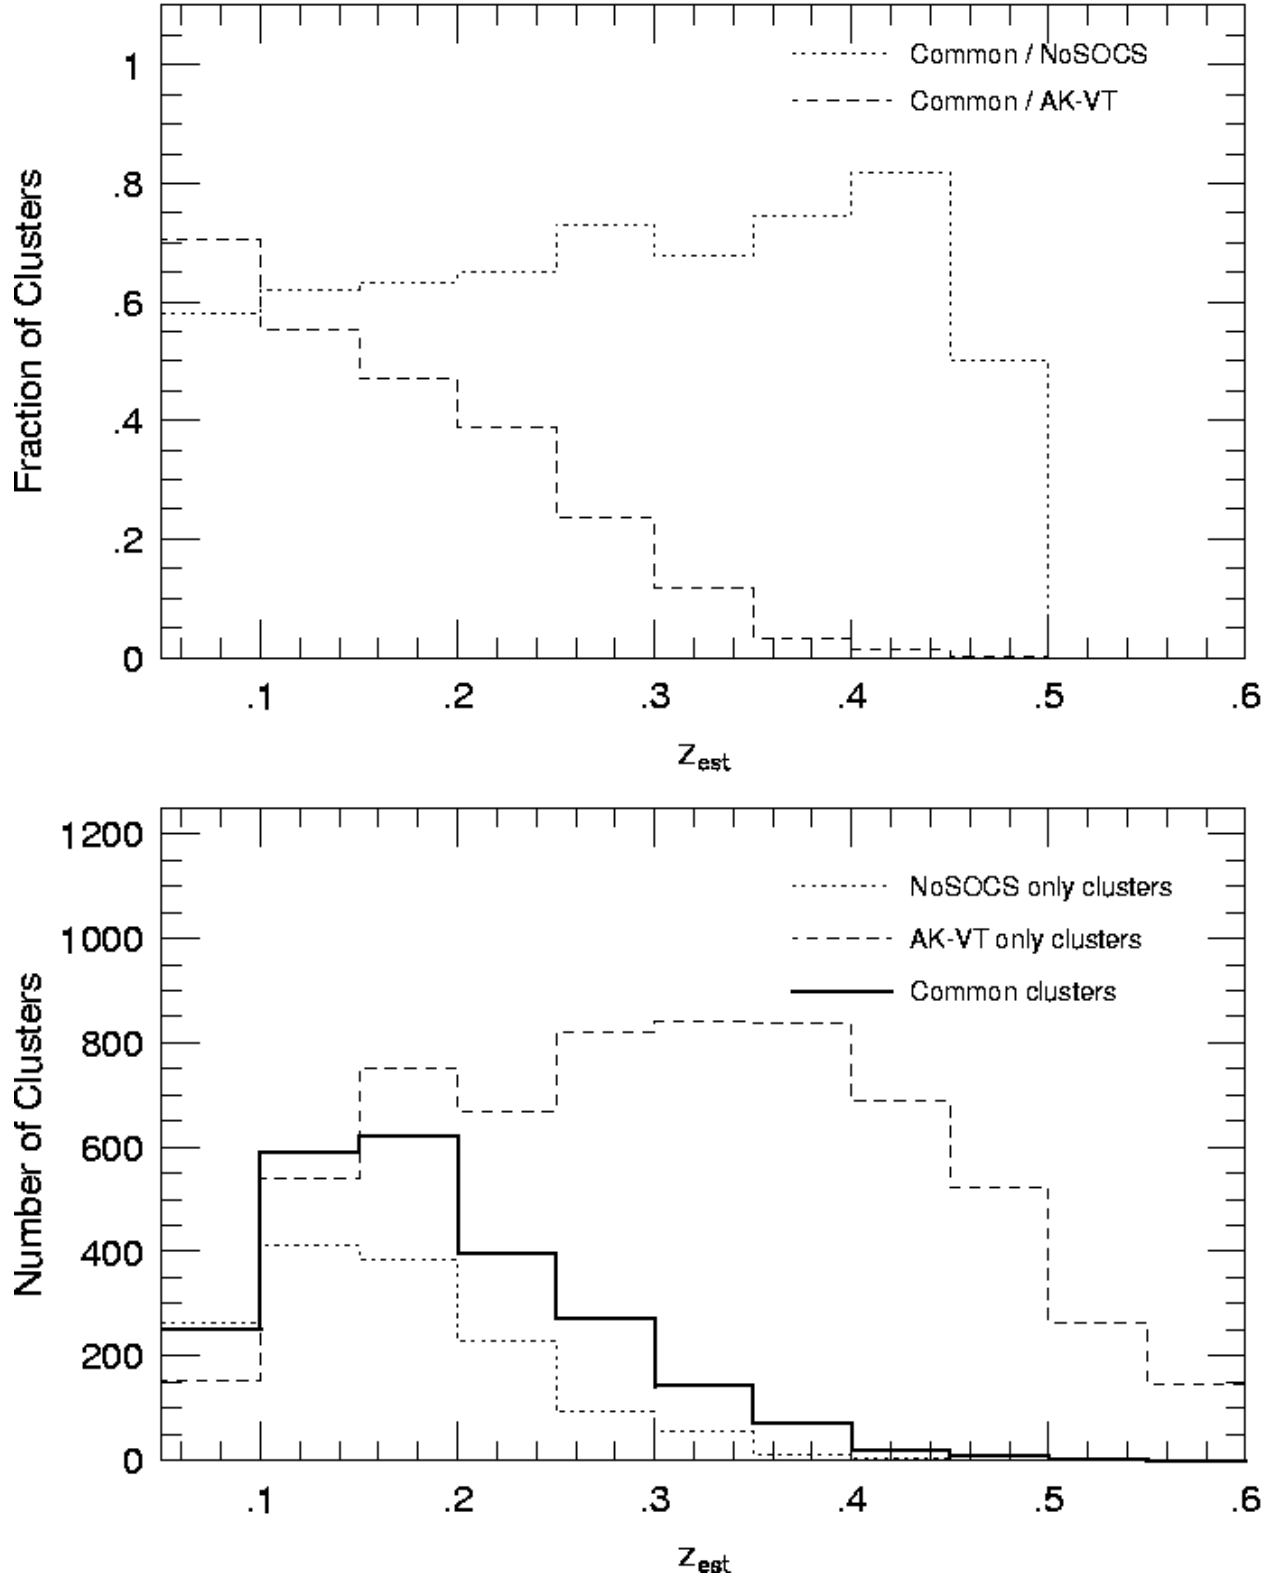 Common / NoSOCS
Common / AK-VT
Fraction of Clusters
1
.8
.6
.4
.2
0
.1 .2 .3 .4 .5 .6
z_est
NoSOCS only clusters
AK-VT only clusters
Common clusters
Number of Clusters
1200
1000
800
600
400
200
0
.1 .2 .3 .4 .5 .6
z_est